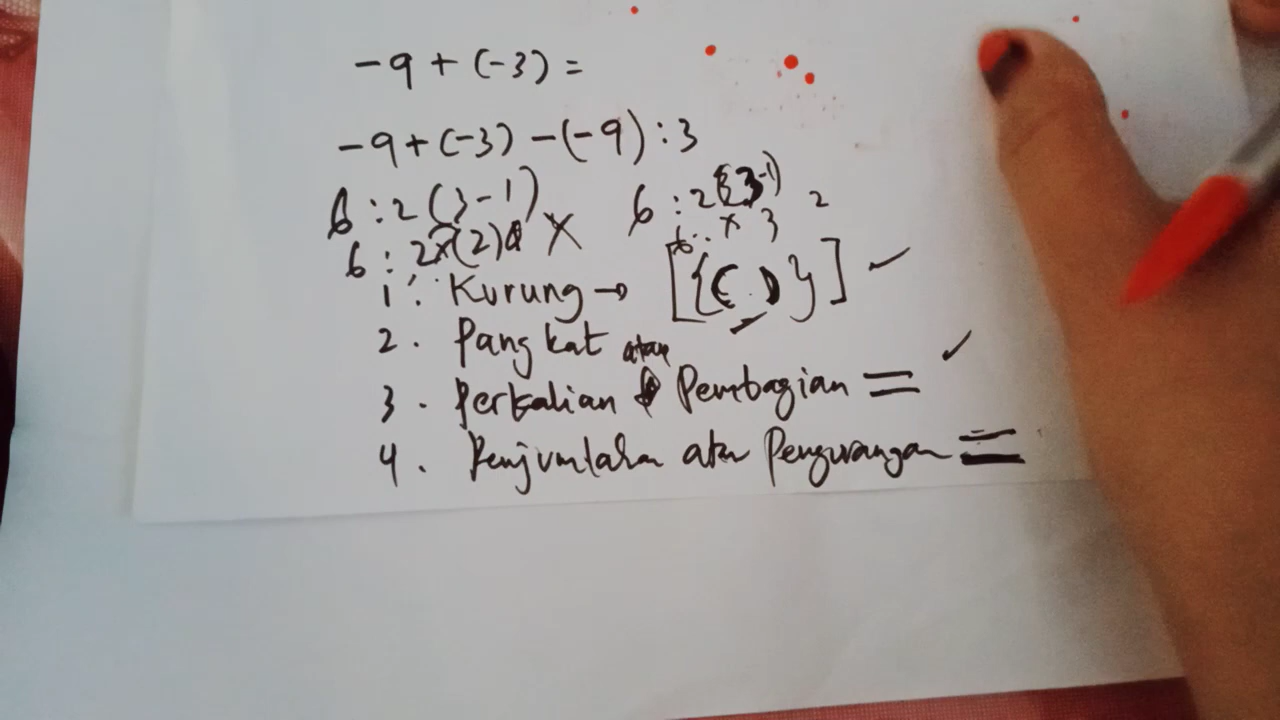 -9 + (-3) =
-9 + (-3) - (-9) : 3
6 : 2 (3-1) 6 : 2 (3-1)
6 : 2 x (2) X 6 : x 3 2
1. Kurung → [{( )}] ✓
2. Pangkat
3. Perkalian atau Pembagian = ✓
4. Penjumlahan atau Pengurangan =